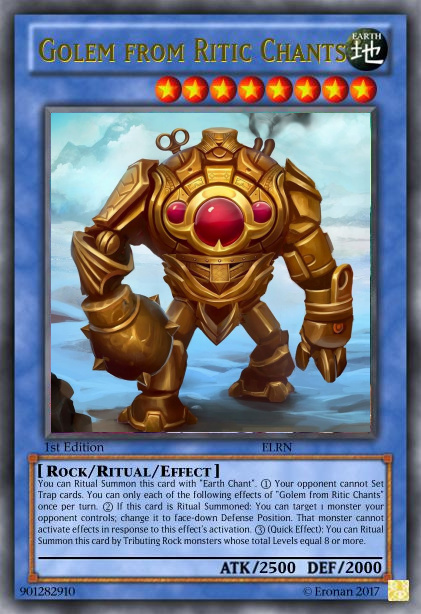 Golem from Ritic Chants
EARTH
地
1st Edition
ELRN
[ Rock/Ritual/Effect ]
You can Ritual Summon this card with "Earth Chant". ① Your opponent cannot Set
Trap cards. You can only each of the following effects of "Golem from Ritic Chants"
once per turn. ② If this card is Ritual Summoned: You can target 1 monster your
opponent controls; change it to face-down Defense Position. That monster cannot
activate effects in response to this effect's activation. ③ (Quick Effect): You can Ritual
Summon this card by Tributing Rock monsters whose total Levels equal 8 or more.
ATK/2500 DEF/2000
901282910
© Eronan 2017